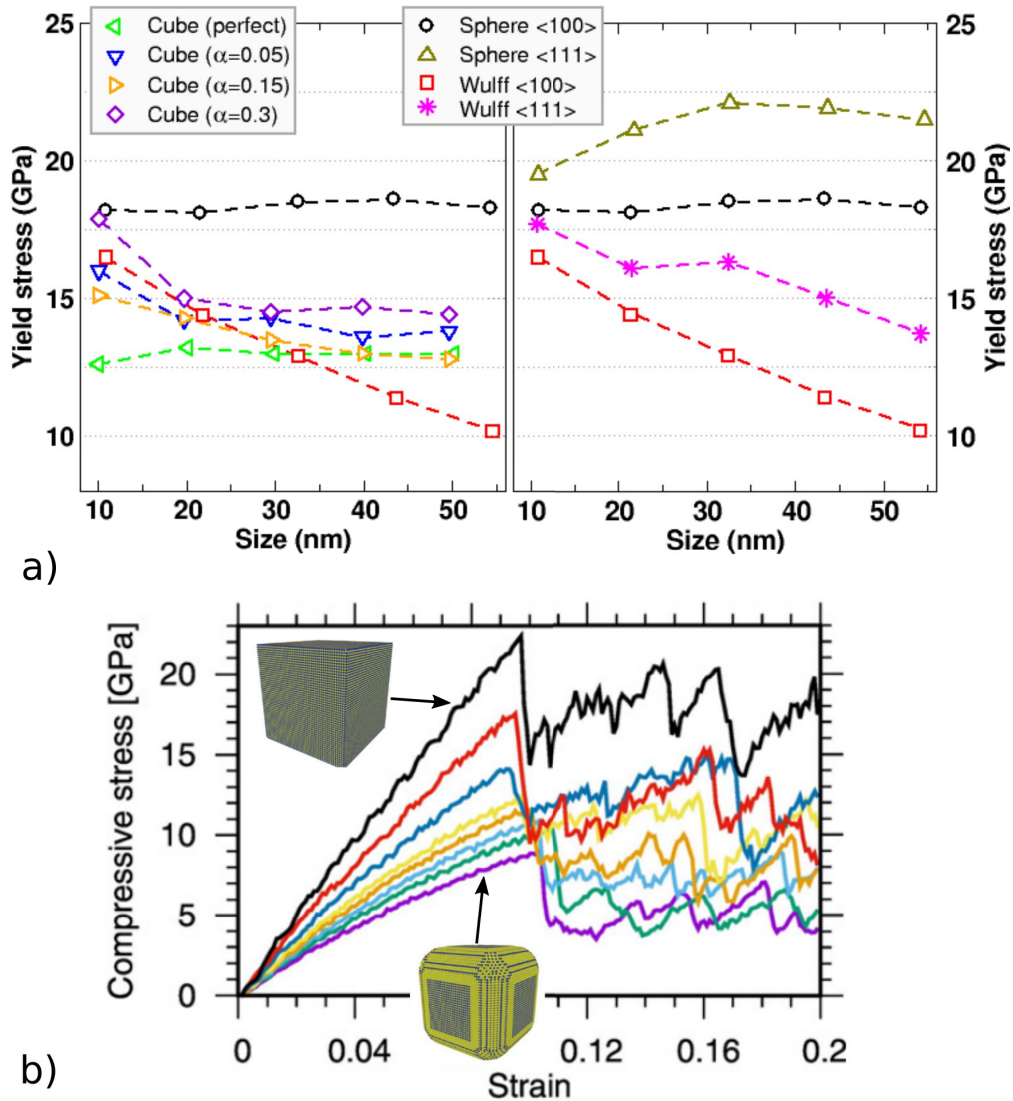 25
20
15
10
Yield stress (GPa)
Cube (perfect)
Cube (α=0.05)
Cube (α=0.15)
Cube (α=0.3)
10 20 30 40 50
Size (nm)
Sphere <100>
Sphere <111>
Wulff <100>
Wulff <111>
25
20
15
10
Yield stress (GPa)
10 20 30 40 50
Size (nm)
a)
Compressive stress [GPa]
20
15
10
5
0
0 0.04 0.12 0.16 0.2
Strain
b)